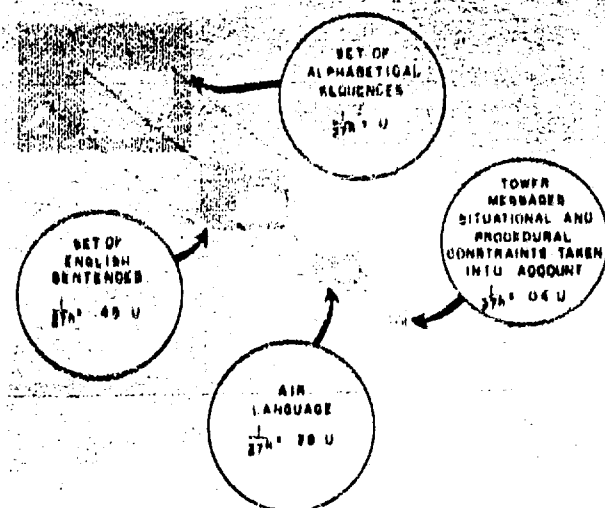 SET OF
ALPHABETICAL
SEQUENCES
U
TOWER
MESSAGES
SITUATIONAL AND
PROCEDURAL
CONSTRAINTS TAKEN
INTO ACCOUNT
U
SET OF
ENGLISH
SENTENCES
U
AIR
LANGUAGE
U